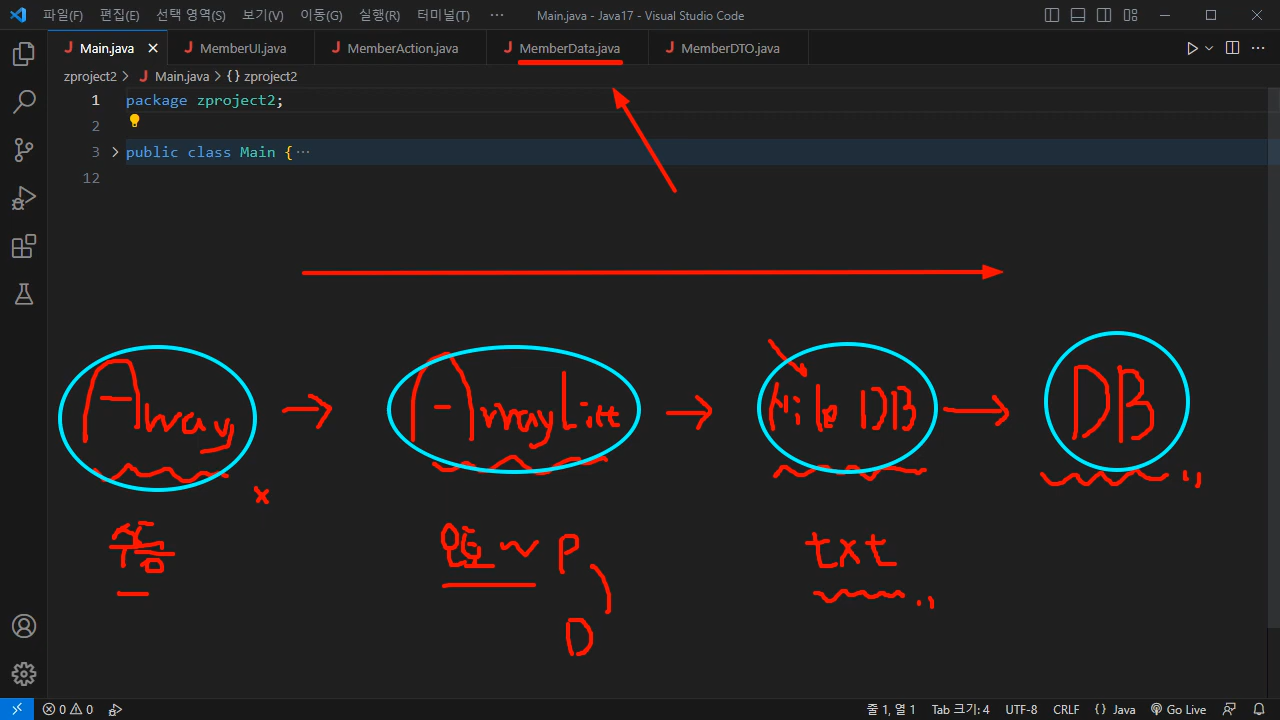 파일(F) 편집(E) 선택 영역(S) 보기(V) 이동(G) 실행(R) 터미널(T) ··· Main.java - Java17 - Visual Studio Code
Main.java MemberUI.java MemberAction.java MemberData.java MemberDTO.java
zproject2 > Main.java > {} zproject2
1 package zproject2;
2
3 public class Main {···
12
Array → ArrayList → File DB → DB
x
~ P txt
D
0 0 줄 1, 열 1 Tab 크기: 4 UTF-8 CRLF {} Java Go Live